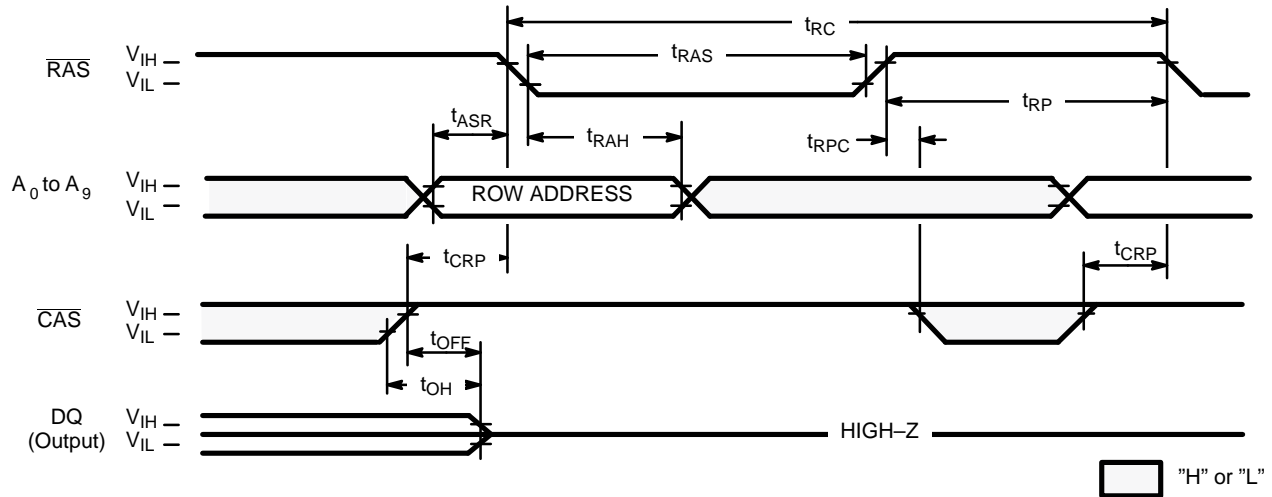 tRC
RAS
VIH
VIL
tRAS
tRP
tASR
tRAH
tRPC
A0 to A9
VIH
VIL
ROW ADDRESS
tCRP
tCRP
CAS
VIH
VIL
tOFF
tOH
DQ
(Output)
VIH
VIL
HIGH–Z
”H” or ”L”